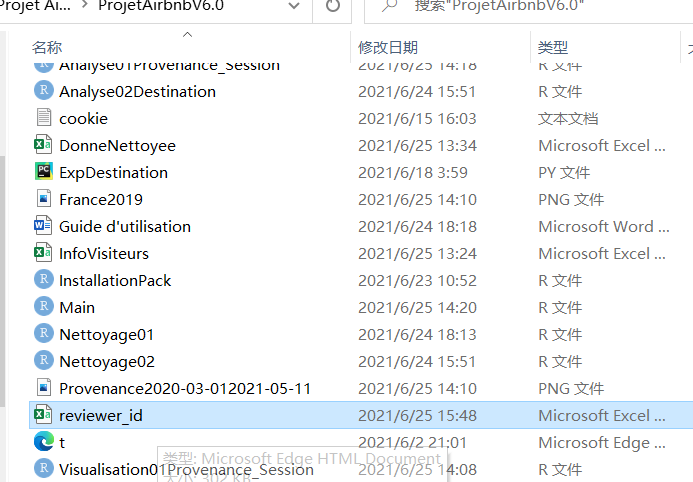 Projet Ai... > ProjetAirbnbV6.0
搜索"ProjetAirbnbV6.0"
名称 修改日期 类型
Analyse01Provenance_Session 2021/6/25 14:18 R 文件
Analyse02Destination 2021/6/24 15:51 R 文件
cookie 2021/6/15 16:03 文本文档
DonneNettoyee 2021/6/25 13:34 Microsoft Excel ...
ExpDestination 2021/6/18 3:59 PY 文件
France2019 2021/6/25 14:10 PNG 文件
Guide d'utilisation 2021/6/24 18:18 Microsoft Word ...
InfoVisiteurs 2021/6/25 13:24 Microsoft Excel ...
InstallationPack 2021/6/23 10:52 R 文件
Main 2021/6/25 14:20 R 文件
Nettoyage01 2021/6/24 18:13 R 文件
Nettoyage02 2021/6/24 15:51 R 文件
Provenance2020-03-012021-05-11 2021/6/25 14:10 PNG 文件
reviewer_id 2021/6/25 15:48 Microsoft Excel ...
t 2021/6/2 21:01 Microsoft Edge ...
类型: Microsoft Edge HTML Document
Visualisation01Provenance_Session 2021/6/25 14:08 R 文件
大小: 302 KB